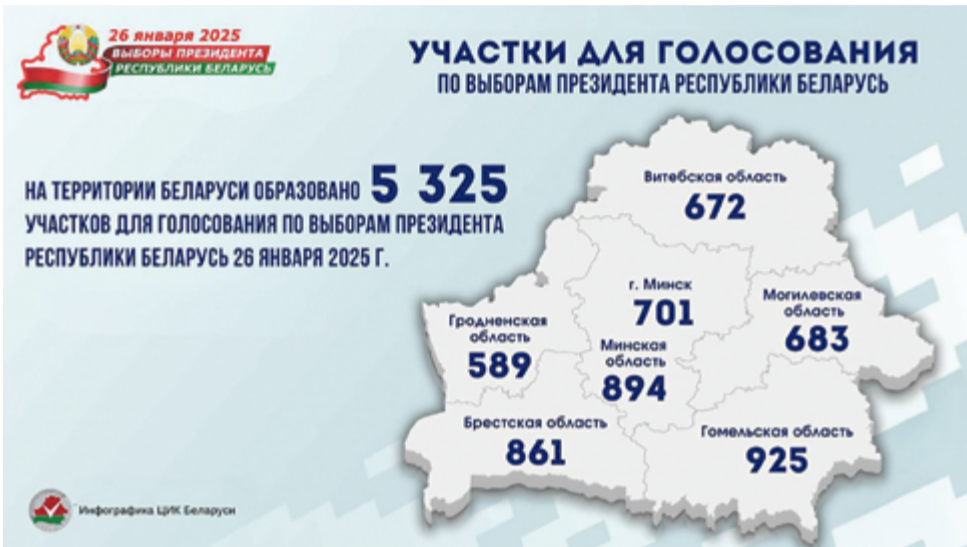 26 января 2025
ВЫБОРЫ ПРЕЗИДЕНТА
РЕСПУБЛИКИ БЕЛАРУСЬ
УЧАСТКИ ДЛЯ ГОЛОСОВАНИЯ
ПО ВЫБОРАМ ПРЕЗИДЕНТА РЕСПУБЛИКИ БЕЛАРУСЬ
НА ТЕРРИТОРИИ БЕЛАРУСИ ОБРАЗОВАНО 5 325
УЧАСТКОВ ДЛЯ ГОЛОСОВАНИЯ ПО ВЫБОРАМ ПРЕЗИДЕНТА
РЕСПУБЛИКИ БЕЛАРУСЬ 26 ЯНВАРЯ 2025 Г.
Витебская область
672
г. Минск
701
Могилевская
область
683
Гродненская
область
589
Минская
область
894
Брестская область
861
Гомельская область
925
Инфографика ЦИК Беларуси